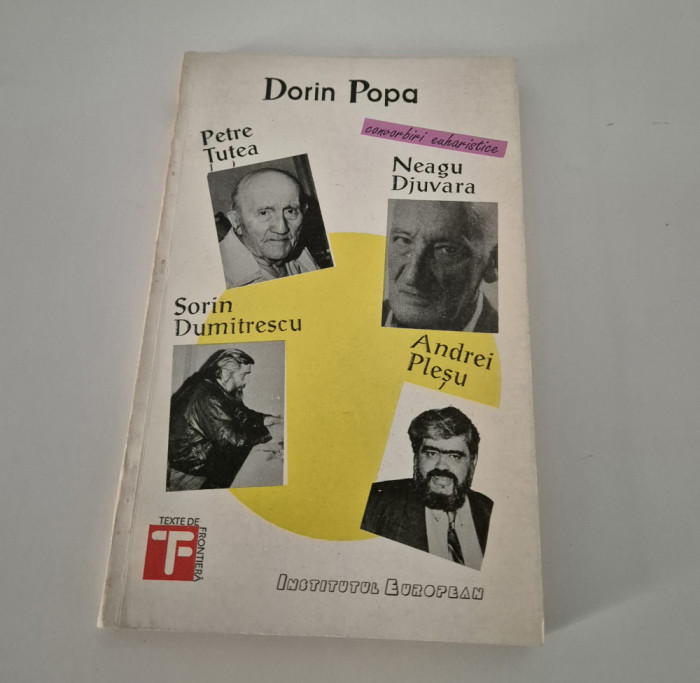 Dorin Popa
convorbiri euharistice
Petre
Țuțea
Neagu
Djuvara
Sorin
Dumitrescu
Andrei
Pleșu
TEXTE DE
FRONTIERĂ
TF
INSTITUTUL EUROPEAN